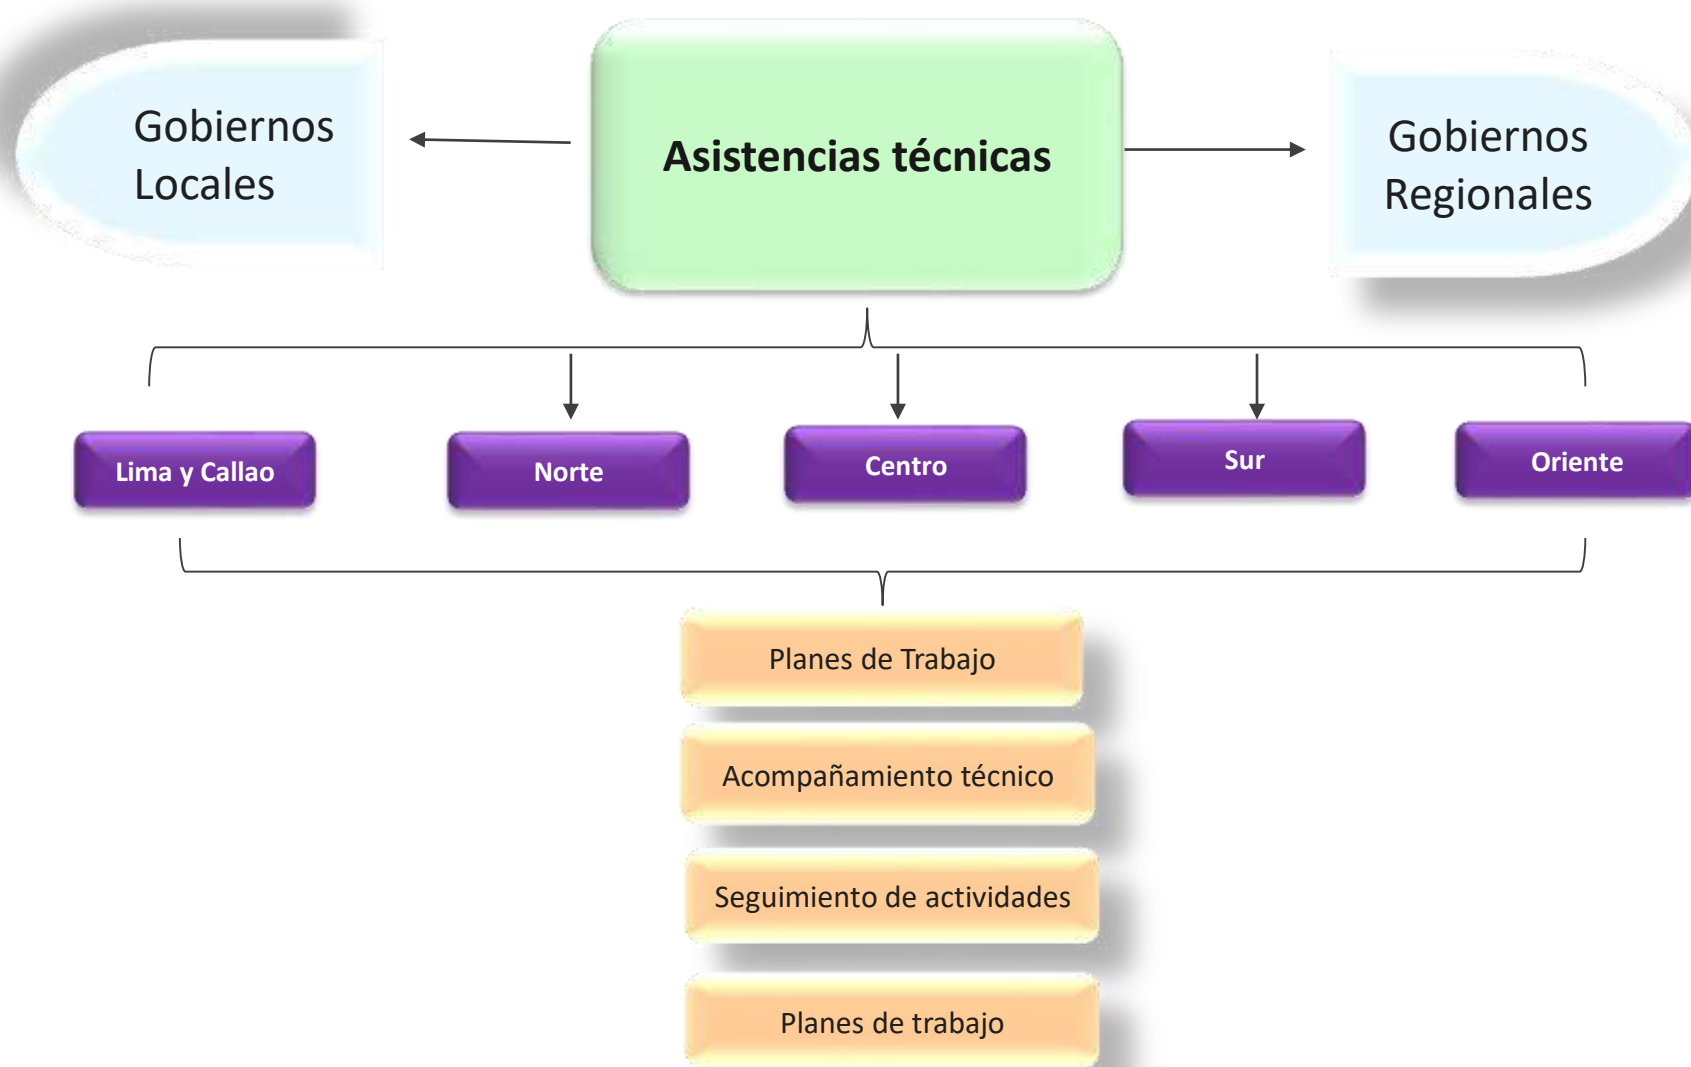 Gobiernos
Locales
Asistencias técnicas
Gobiernos
Regionales
Lima y Callao
Norte
Centro
Sur
Oriente
Planes de Trabajo
Acompañamiento técnico
Seguimiento de actividades
Planes de trabajo